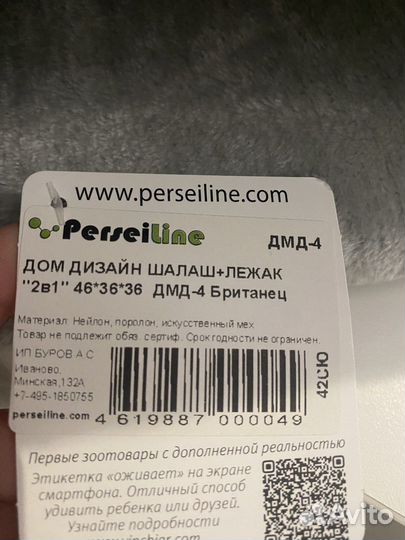 www.perseiline.com
PerseiLine
ДМД-4
ДОМ ДИЗАЙН ШАЛАШ+ЛЕЖАК
"2в1" 46*36*36 ДМД-4 Британец
Материал: Нейлон, поролон, искусственный мех
Товар не подлежит обяз. сертиф. Срок годности не ограничен.
ИП БУРОВ А С
Иваново,
Минская,132А
+7-495-1850755
perseiline.com
42СЮ
4 619887 000049
Первые зоотовары с дополненной реальностью
Этикетка «оживает» на экране
смартфона. Отличный способ
удивить ребенка или друзей.
Узнайте подробности
Avito